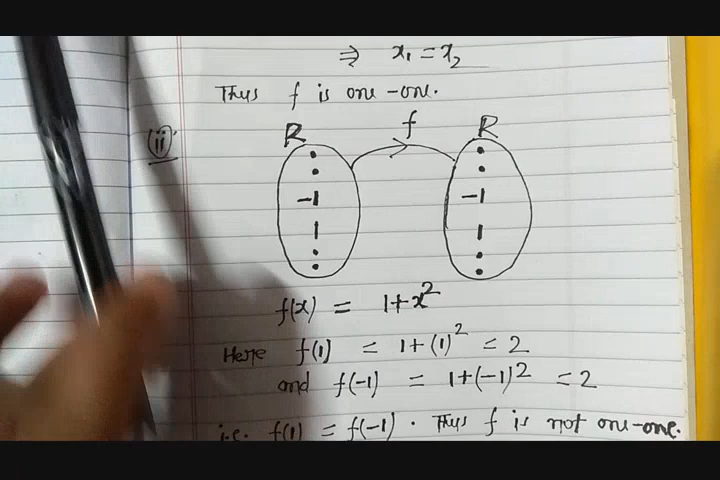 ⇒ x₁ = x₂
Thus f is one-one.
(ii)
R f R
-1 -1
1 1
f(x) = 1+x²
Here f(1) = 1+(1)² = 2
and f(-1) = 1+(-1)² = 2
i.e. f(1) = f(-1). Thus f is not one-one.